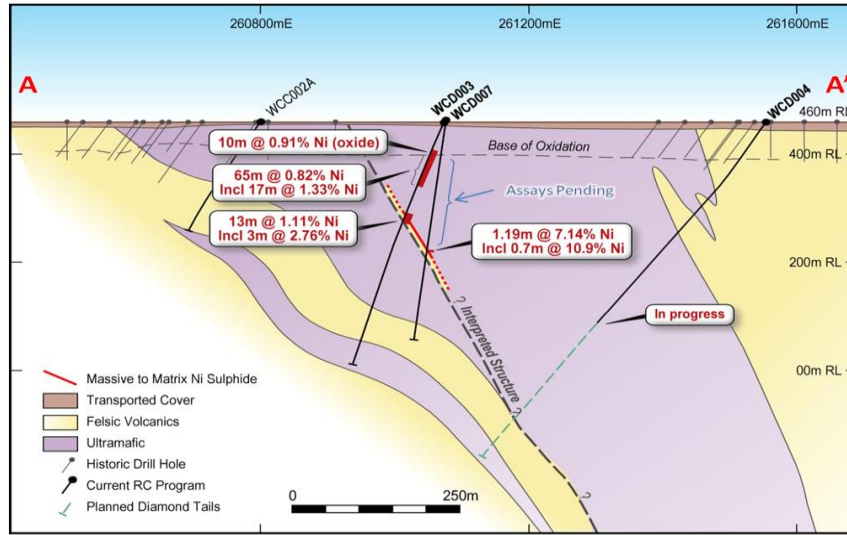 260800mE
261200mE
261600mE
A
A'
WCC002A
WCD003
WCD007
WCD004
460m RL
10m @ 0.91% Ni (oxide)
Base of Oxidation
400m RL
65m @ 0.82% Ni
Incl 17m @ 1.33% Ni
Assays Pending
13m @ 1.11% Ni
Incl 3m @ 2.76% Ni
1.19m @ 7.14% Ni
Incl 0.7m @ 10.9% Ni
200m RL
? Interpreted Structure
In progress
00m RL
Massive to Matrix Ni Sulphide
Transported Cover
Felsic Volcanics
Ultramafic
Historic Drill Hole
Current RC Program
Planned Diamond Tails
?
?
0
250m